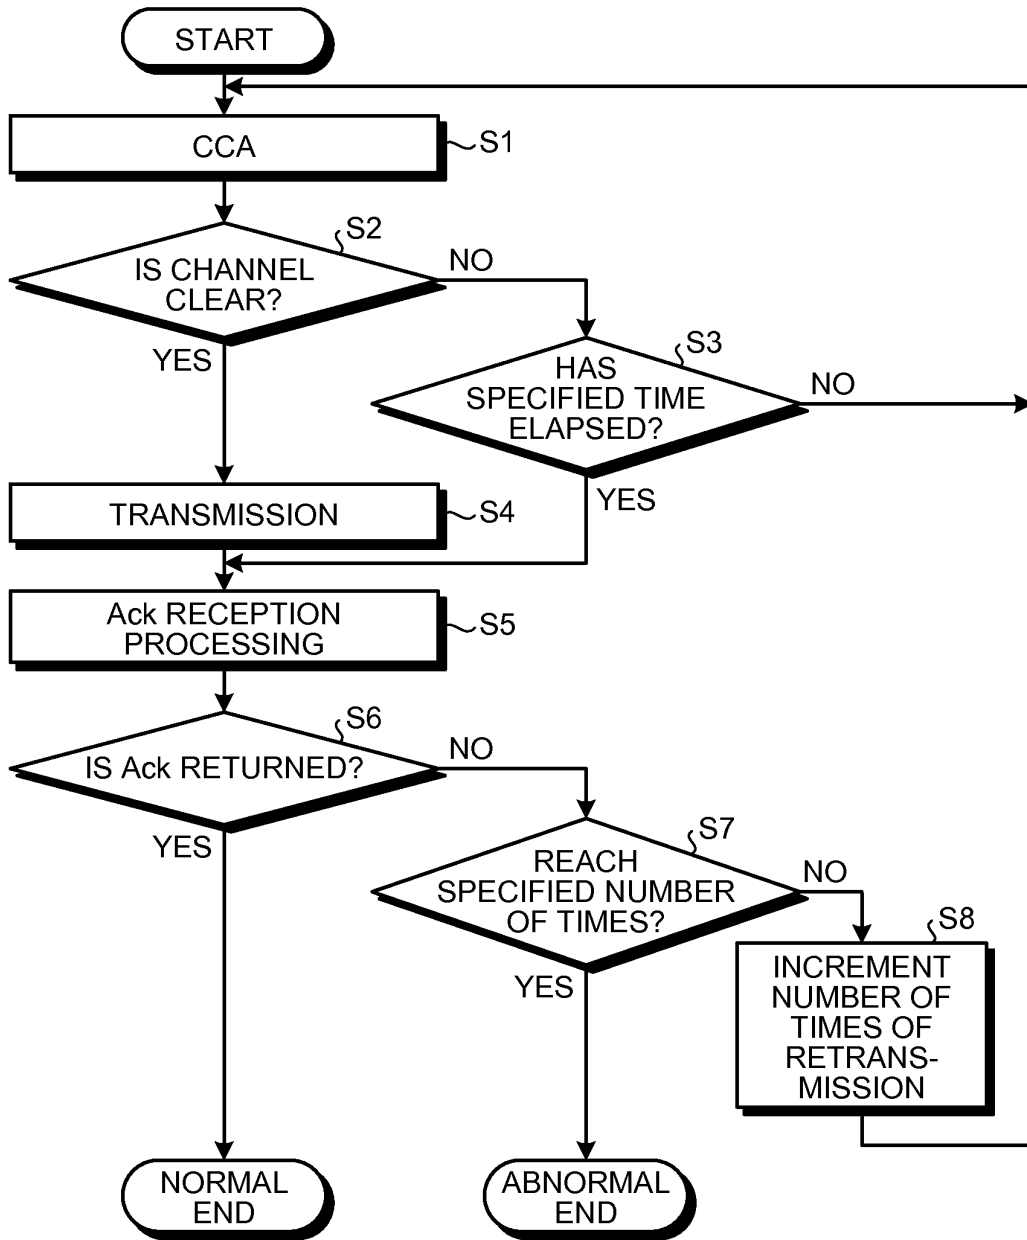 START
CCA
S1
S2
IS CHANNEL
CLEAR?
NO
YES
S3
HAS
SPECIFIED TIME
ELAPSED?
NO
YES
TRANSMISSION
S4
Ack RECEPTION
PROCESSING
S5
S6
IS Ack RETURNED?
NO
YES
S7
REACH
SPECIFIED NUMBER
OF TIMES?
NO
YES
S8
INCREMENT
NUMBER OF
TIMES OF
RETRANS-
MISSION
NORMAL
END
ABNORMAL
END